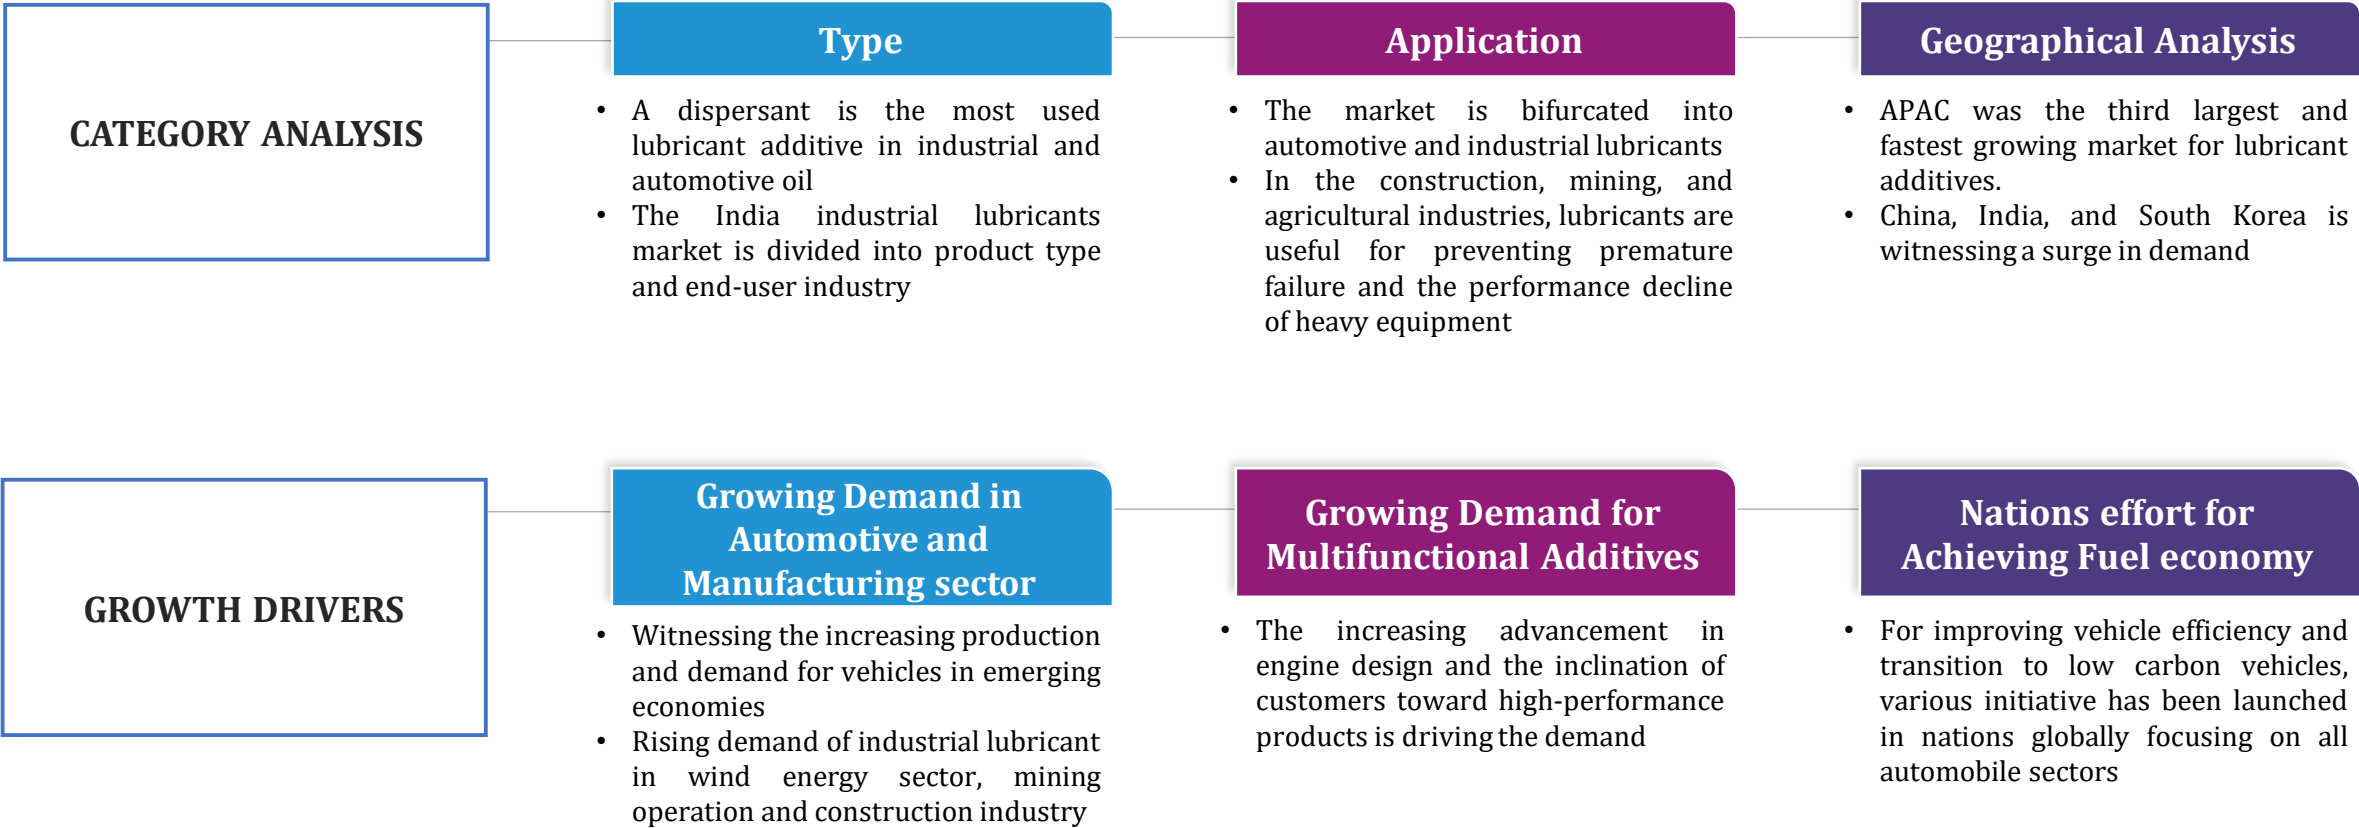 CATEGORY ANALYSIS
Type
• A dispersant is the most used
lubricant additive in industrial and
automotive oil
• The India industrial lubricants
market is divided into product type
and end-user industry
Application
• The market is bifurcated into
automotive and industrial lubricants
• In the construction, mining, and
agricultural industries, lubricants are
useful for preventing premature
failure and the performance decline
of heavy equipment
Geographical Analysis
• APAC was the third largest and
fastest growing market for lubricant
additives.
• China, India, and South Korea is
witnessing a surge in demand
GROWTH DRIVERS
Growing Demand in
Automotive and
Manufacturing sector
• Witnessing the increasing production
and demand for vehicles in emerging
economies
• Rising demand of industrial lubricant
in wind energy sector, mining
operation and construction industry
Growing Demand for
Multifunctional Additives
• The increasing advancement in
engine design and the inclination of
customers toward high-performance
products is driving the demand
Nations effort for
Achieving Fuel economy
• For improving vehicle efficiency and
transition to low carbon vehicles,
various initiative has been launched
in nations globally focusing on all
automobile sectors